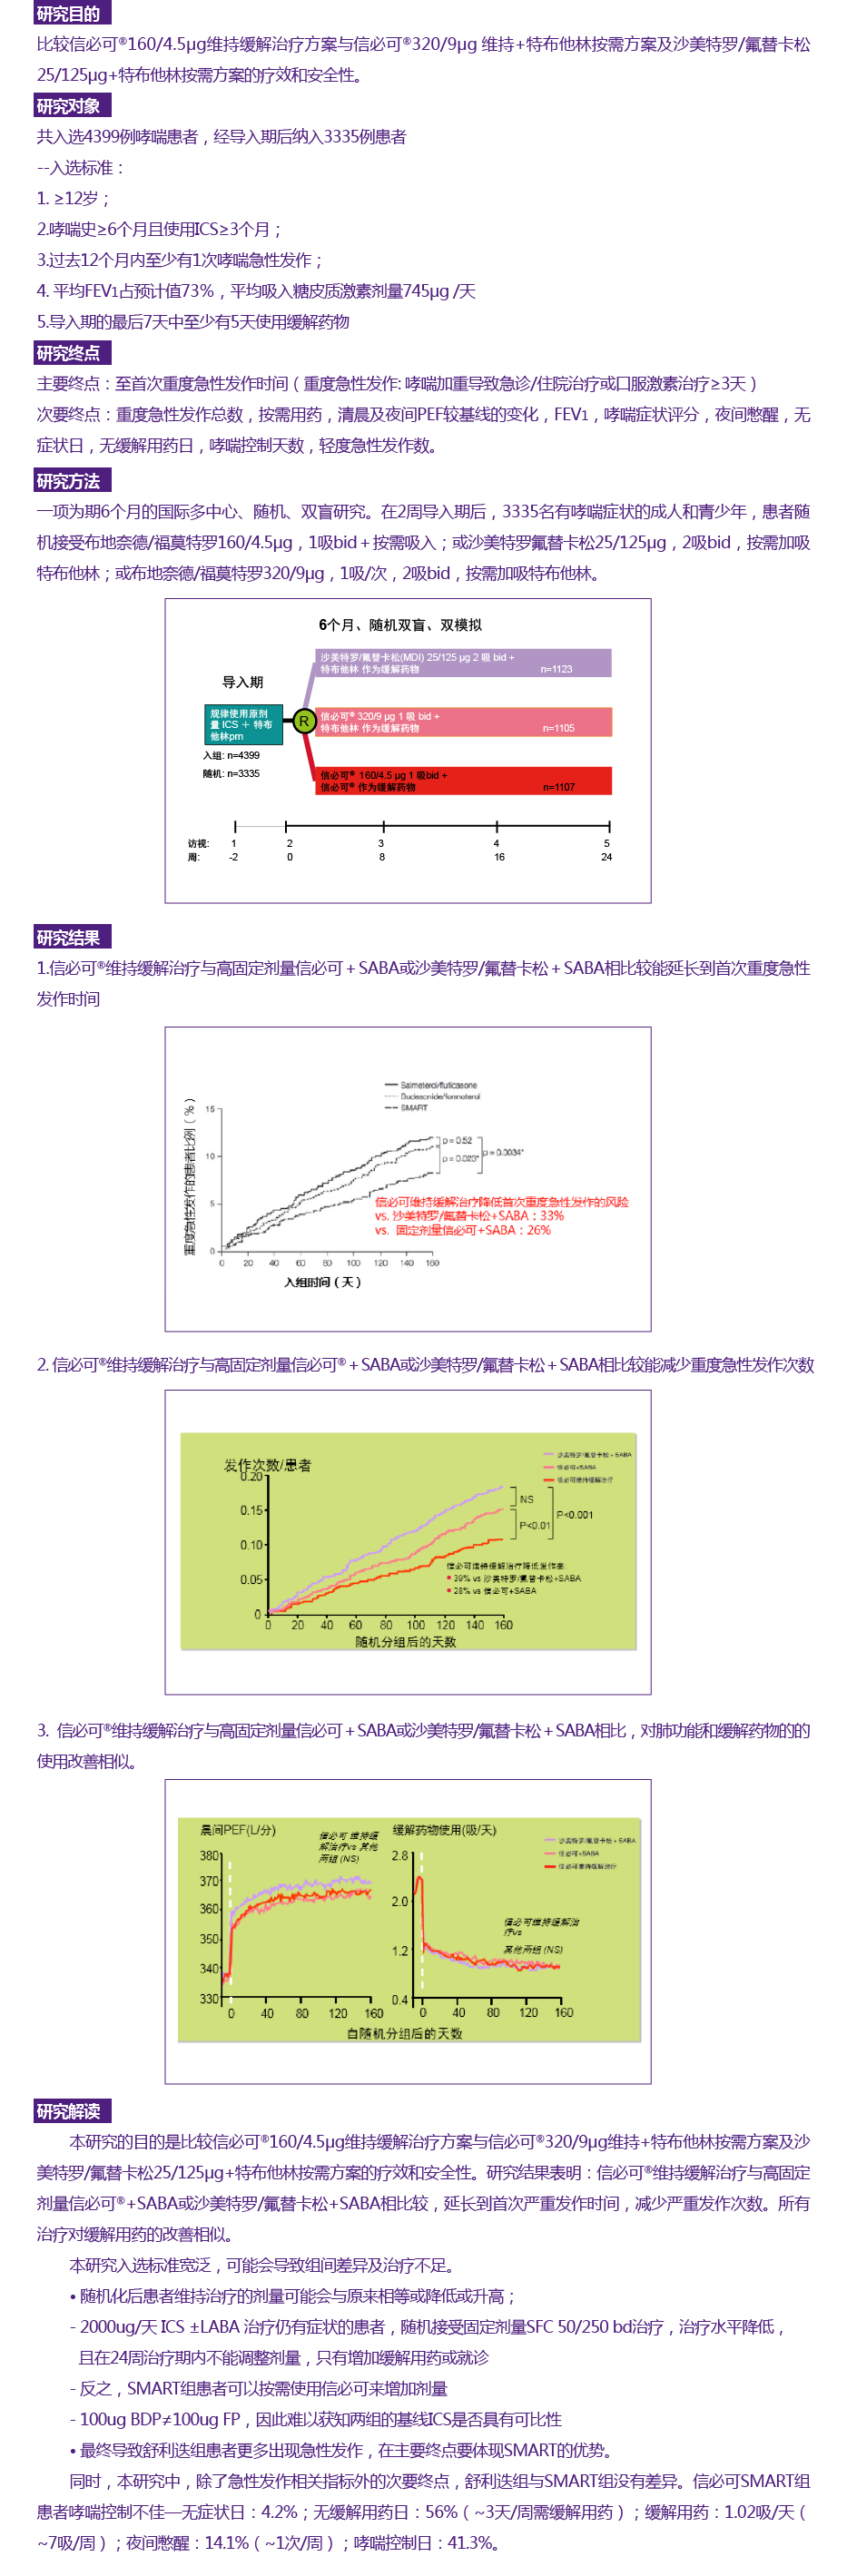 研究目的
比较信必可®160/4.5μg维持缓解治疗方案与信必可®320/9μg 维持+特布他林按需方案及沙美特罗/氟替卡松
25/125μg+特布他林按需方案的疗效和安全性。
研究对象
共入选4399例哮喘患者，经导入期后纳入3335例患者
--入选标准：
1. ≥12岁；
2.哮喘史≥6个月且使用ICS≥3个月；
3.过去12个月内至少有1次哮喘急性发作；
4. 平均FEV1占预计值73%，平均吸入糖皮质激素剂量745μg /天
5.导入期的最后7天中至少有5天使用缓解药物
研究终点
主要终点：至首次重度急性发作时间（重度急性发作: 哮喘加重导致急诊/住院治疗或口服激素治疗≥3天）
次要终点：重度急性发作总数，按需用药，清晨及夜间PEF较基线的变化，FEV1，哮喘症状评分，夜间憋醒，无
症状日，无缓解用药日，哮喘控制天数，轻度急性发作数。
研究方法
一项为期6个月的国际多中心、随机、双盲研究。在2周导入期后，3335名有哮喘症状的成人和青少年，患者随
机接受布地奈德/福莫特罗160/4.5μg，1吸bid＋按需吸入；或沙美特罗氟替卡松25/125μg，2吸bid，按需加吸
特布他林；或布地奈德/福莫特罗320/9μg，1吸/次，2吸bid，按需加吸特布他林。
6个月、随机双盲、双模拟
沙美特罗/氟替卡松(MDI) 25/125 μg 2 吸 bid +
特布他林 作为缓解药物 n=1123
导入期
规律使用原剂
量 ICS ＋ 特布
他林prn
R
信必可® 320/9 μg 1 吸 bid +
特布他林 作为缓解药物 n=1105
入组: n=4399
随机: n=3335
信必可® 160/4.5 μg 1 吸bid +
信必可® 作为缓解药物 n=1107
访视: 1 2 3 4 5
周: -2 0 8 16 24
研究结果
1.信必可®维持缓解治疗与高固定剂量信必可＋SABA或沙美特罗/氟替卡松＋SABA相比较能延长到首次重度急性
发作时间
Salmeterol/fluticasone
Budesonide/formoterol
SMART
重度急性发作的患者比例（%）
15
10
5
0
p = 0.52
p = 0.023*
p = 0.0034*
信必可维持缓解治疗降低首次重度急性发作的风险
vs. 沙美特罗/氟替卡松+SABA：33%
vs. 固定剂量信必可+SABA：26%
0 20 40 60 80 100 120 140 160
入组时间（天）
2. 信必可®维持缓解治疗与高固定剂量信必可®＋SABA或沙美特罗/氟替卡松＋SABA相比较能减少重度急性发作次数
发作次数/患者
沙美特罗/氟替卡松＋SABA
信必可+SABA
信必可维持缓解治疗
0.20
0.15
0.10
0.05
0
NS
P<0.01
P<0.001
信必可维持缓解治疗降低发作率:
39% vs 沙美特罗/氟替卡松+SABA
28% vs 信必可+SABA
0 20 40 60 80 100 120 140 160
随机分组后的天数
3. 信必可®维持缓解治疗与高固定剂量信必可＋SABA或沙美特罗/氟替卡松＋SABA相比，对肺功能和缓解药物的的
使用改善相似。
晨间PEF(L/分)
信必可 维持缓
解治疗vs 其他
两组 (NS)
380
370
360
350
340
330
0 40 80 120 160
缓解药物使用(吸/天)
沙美特罗/氟替卡松＋SABA
信必可+SABA
信必可维持缓解治疗
2.8
2.0
1.2
0.4
信必可维持缓解治
疗vs
其他两组 (NS)
0 40 80 120 160
自随机分组后的天数
研究解读
本研究的目的是比较信必可®160/4.5μg维持缓解治疗方案与信必可®320/9μg维持+特布他林按需方案及沙
美特罗/氟替卡松25/125μg+特布他林按需方案的疗效和安全性。研究结果表明：信必可®维持缓解治疗与高固定
剂量信必可®+SABA或沙美特罗/氟替卡松+SABA相比较，延长到首次严重发作时间，减少严重发作次数。所有
治疗对缓解用药的改善相似。
本研究入选标准宽泛，可能会导致组间差异及治疗不足。
• 随机化后患者维持治疗的剂量可能会与原来相等或降低或升高；
- 2000ug/天 ICS ±LABA 治疗仍有症状的患者，随机接受固定剂量SFC 50/250 bd治疗，治疗水平降低，
且在24周治疗期内不能调整剂量，只有增加缓解用药或就诊
- 反之，SMART组患者可以按需使用信必可来增加剂量
- 100ug BDP≠100ug FP，因此难以获知两组的基线ICS是否具有可比性
• 最终导致舒利迭组患者更多出现急性发作，在主要终点要体现SMART的优势。
同时，本研究中，除了急性发作相关指标外的次要终点，舒利迭组与SMART组没有差异。信必可SMART组
患者哮喘控制不佳—无症状日：4.2%；无缓解用药日：56%（~3天/周需缓解用药）；缓解用药：1.02吸/天（
~7吸/周）；夜间憋醒：14.1%（~1次/周）；哮喘控制日：41.3%。